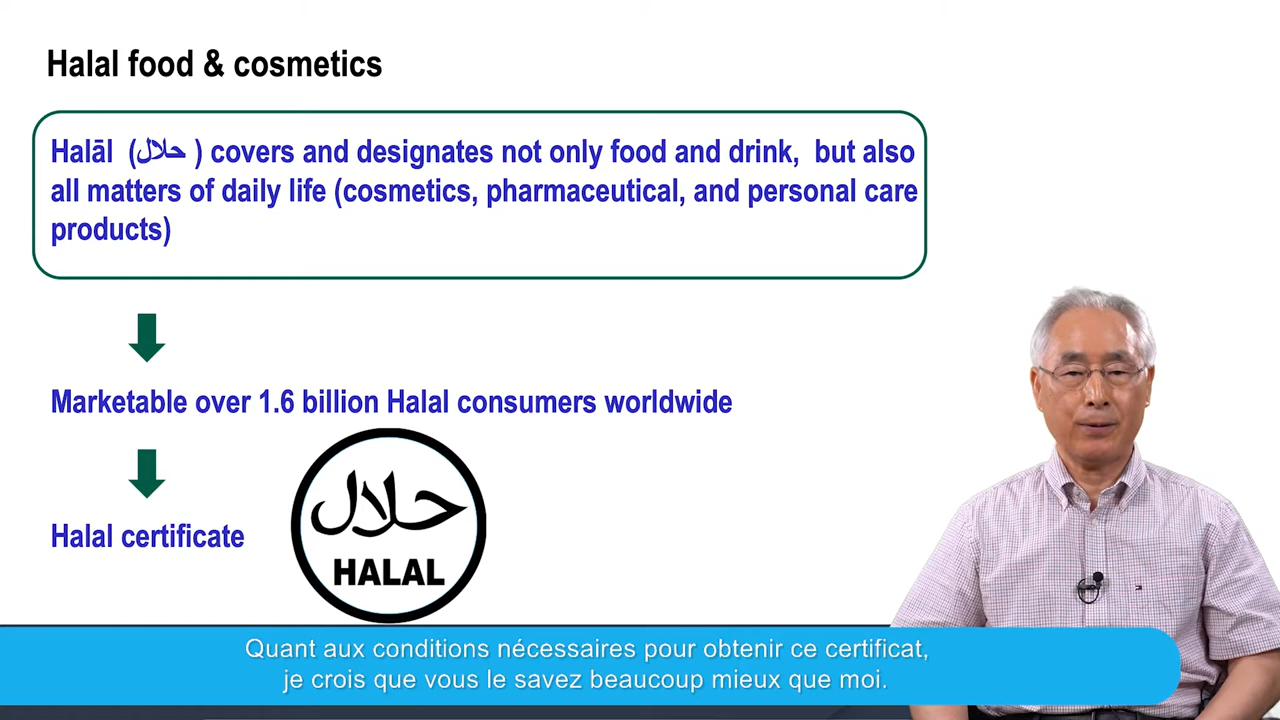 Halal food & cosmetics
Halāl (حلال ) covers and designates not only food and drink, but also
all matters of daily life (cosmetics, pharmaceutical, and personal care
products)
Marketable over 1.6 billion Halal consumers worldwide
Halal certificate
حلال
HALAL
Quant aux conditions nécessaires pour obtenir ce certificat,
je crois que vous le savez beaucoup mieux que moi.